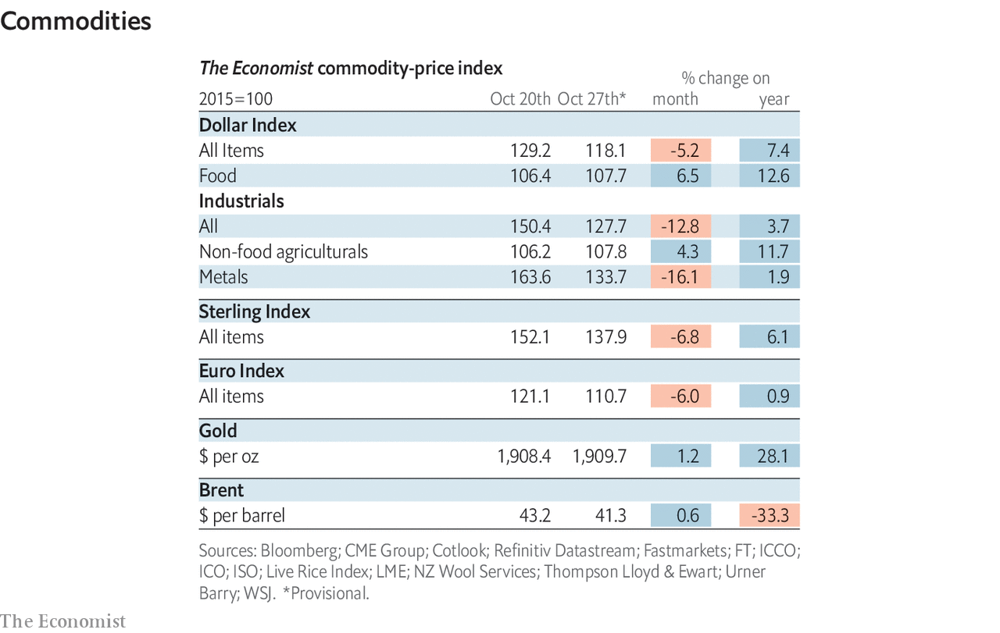 Commodities
The Economist commodity-price index
% change on
2015=100 Oct 20th Oct 27th* month year
Dollar Index
All Items 129.2 118.1 -5.2 7.4
Food 106.4 107.7 6.5 12.6
Industrials
All 150.4 127.7 -12.8 3.7
Non-food agriculturals 106.2 107.8 4.3 11.7
Metals 163.6 133.7 -16.1 1.9
Sterling Index
All items 152.1 137.9 -6.8 6.1
Euro Index
All items 121.1 110.7 -6.0 0.9
Gold
$ per oz 1,908.4 1,909.7 1.2 28.1
Brent
$ per barrel 43.2 41.3 0.6 -33.3
Sources: Bloomberg; CME Group; Cotlook; Refinitiv Datastream; Fastmarkets; FT; ICCO;
ICO; ISO; Live Rice Index; LME; NZ Wool Services; Thompson Lloyd & Ewart; Urner
Barry; WSJ. *Provisional.
The Economist